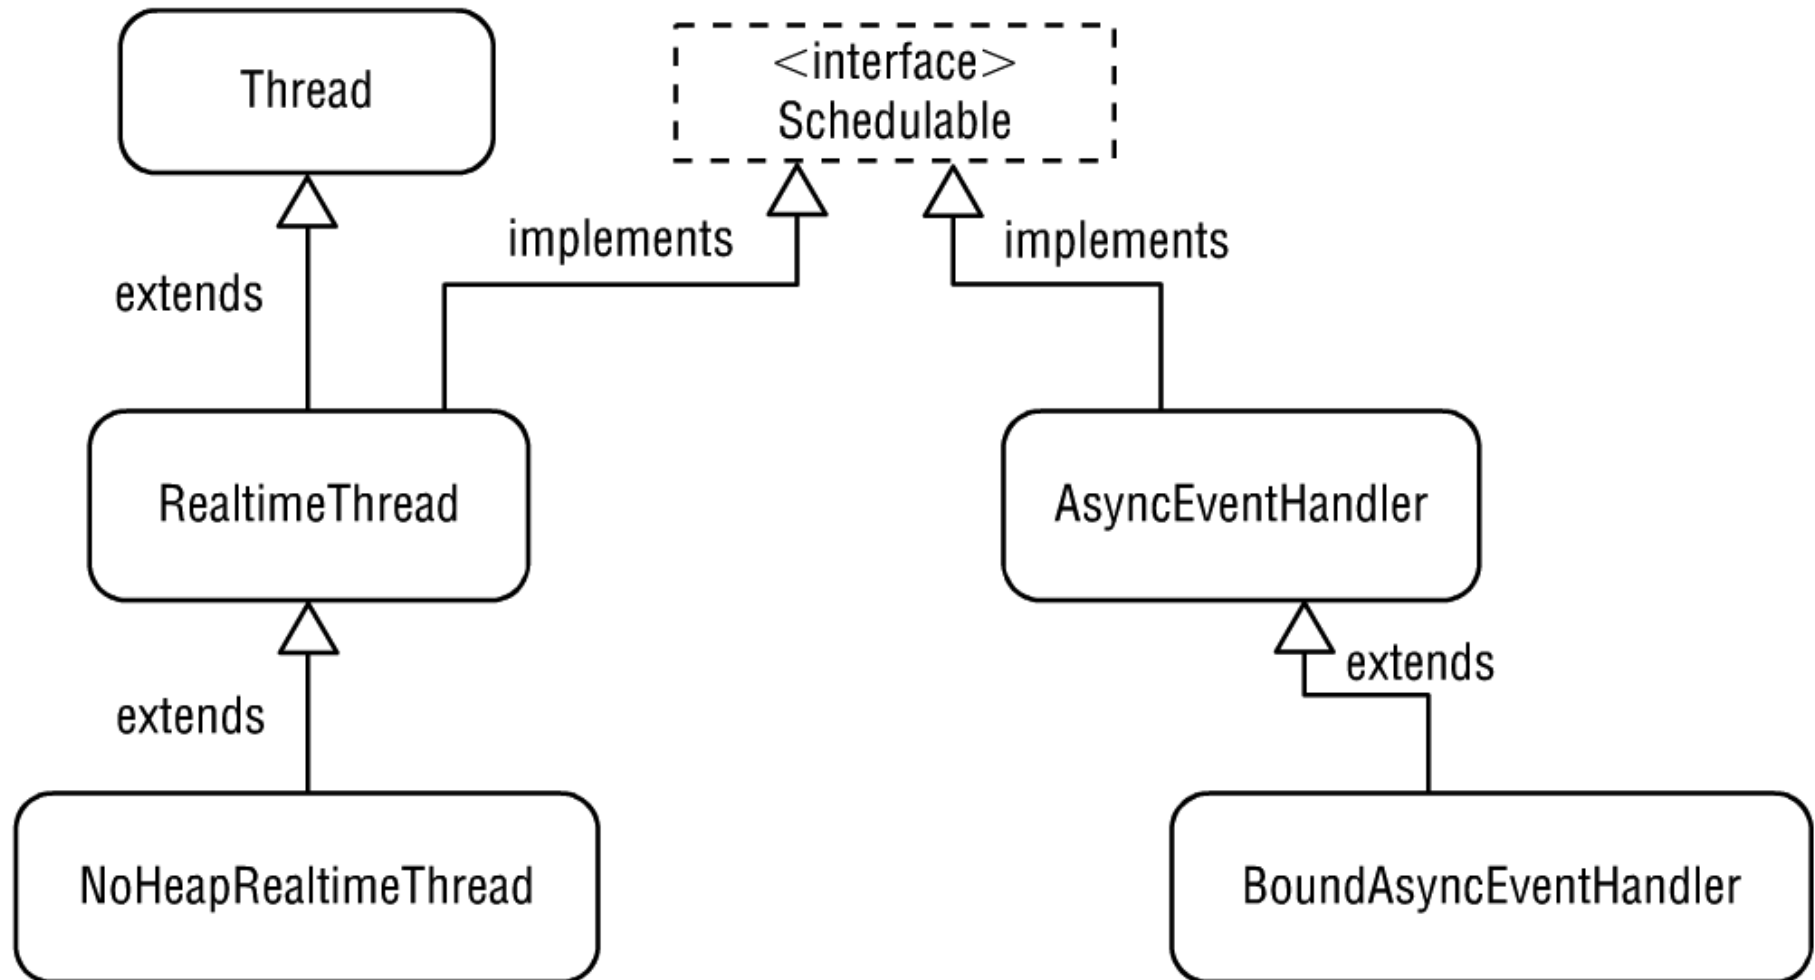 Thread
<interface>
Schedulable
implements
implements
extends
RealtimeThread
AsyncEventHandler
extends
extends
NoHeapRealtimeThread
BoundAsyncEventHandler